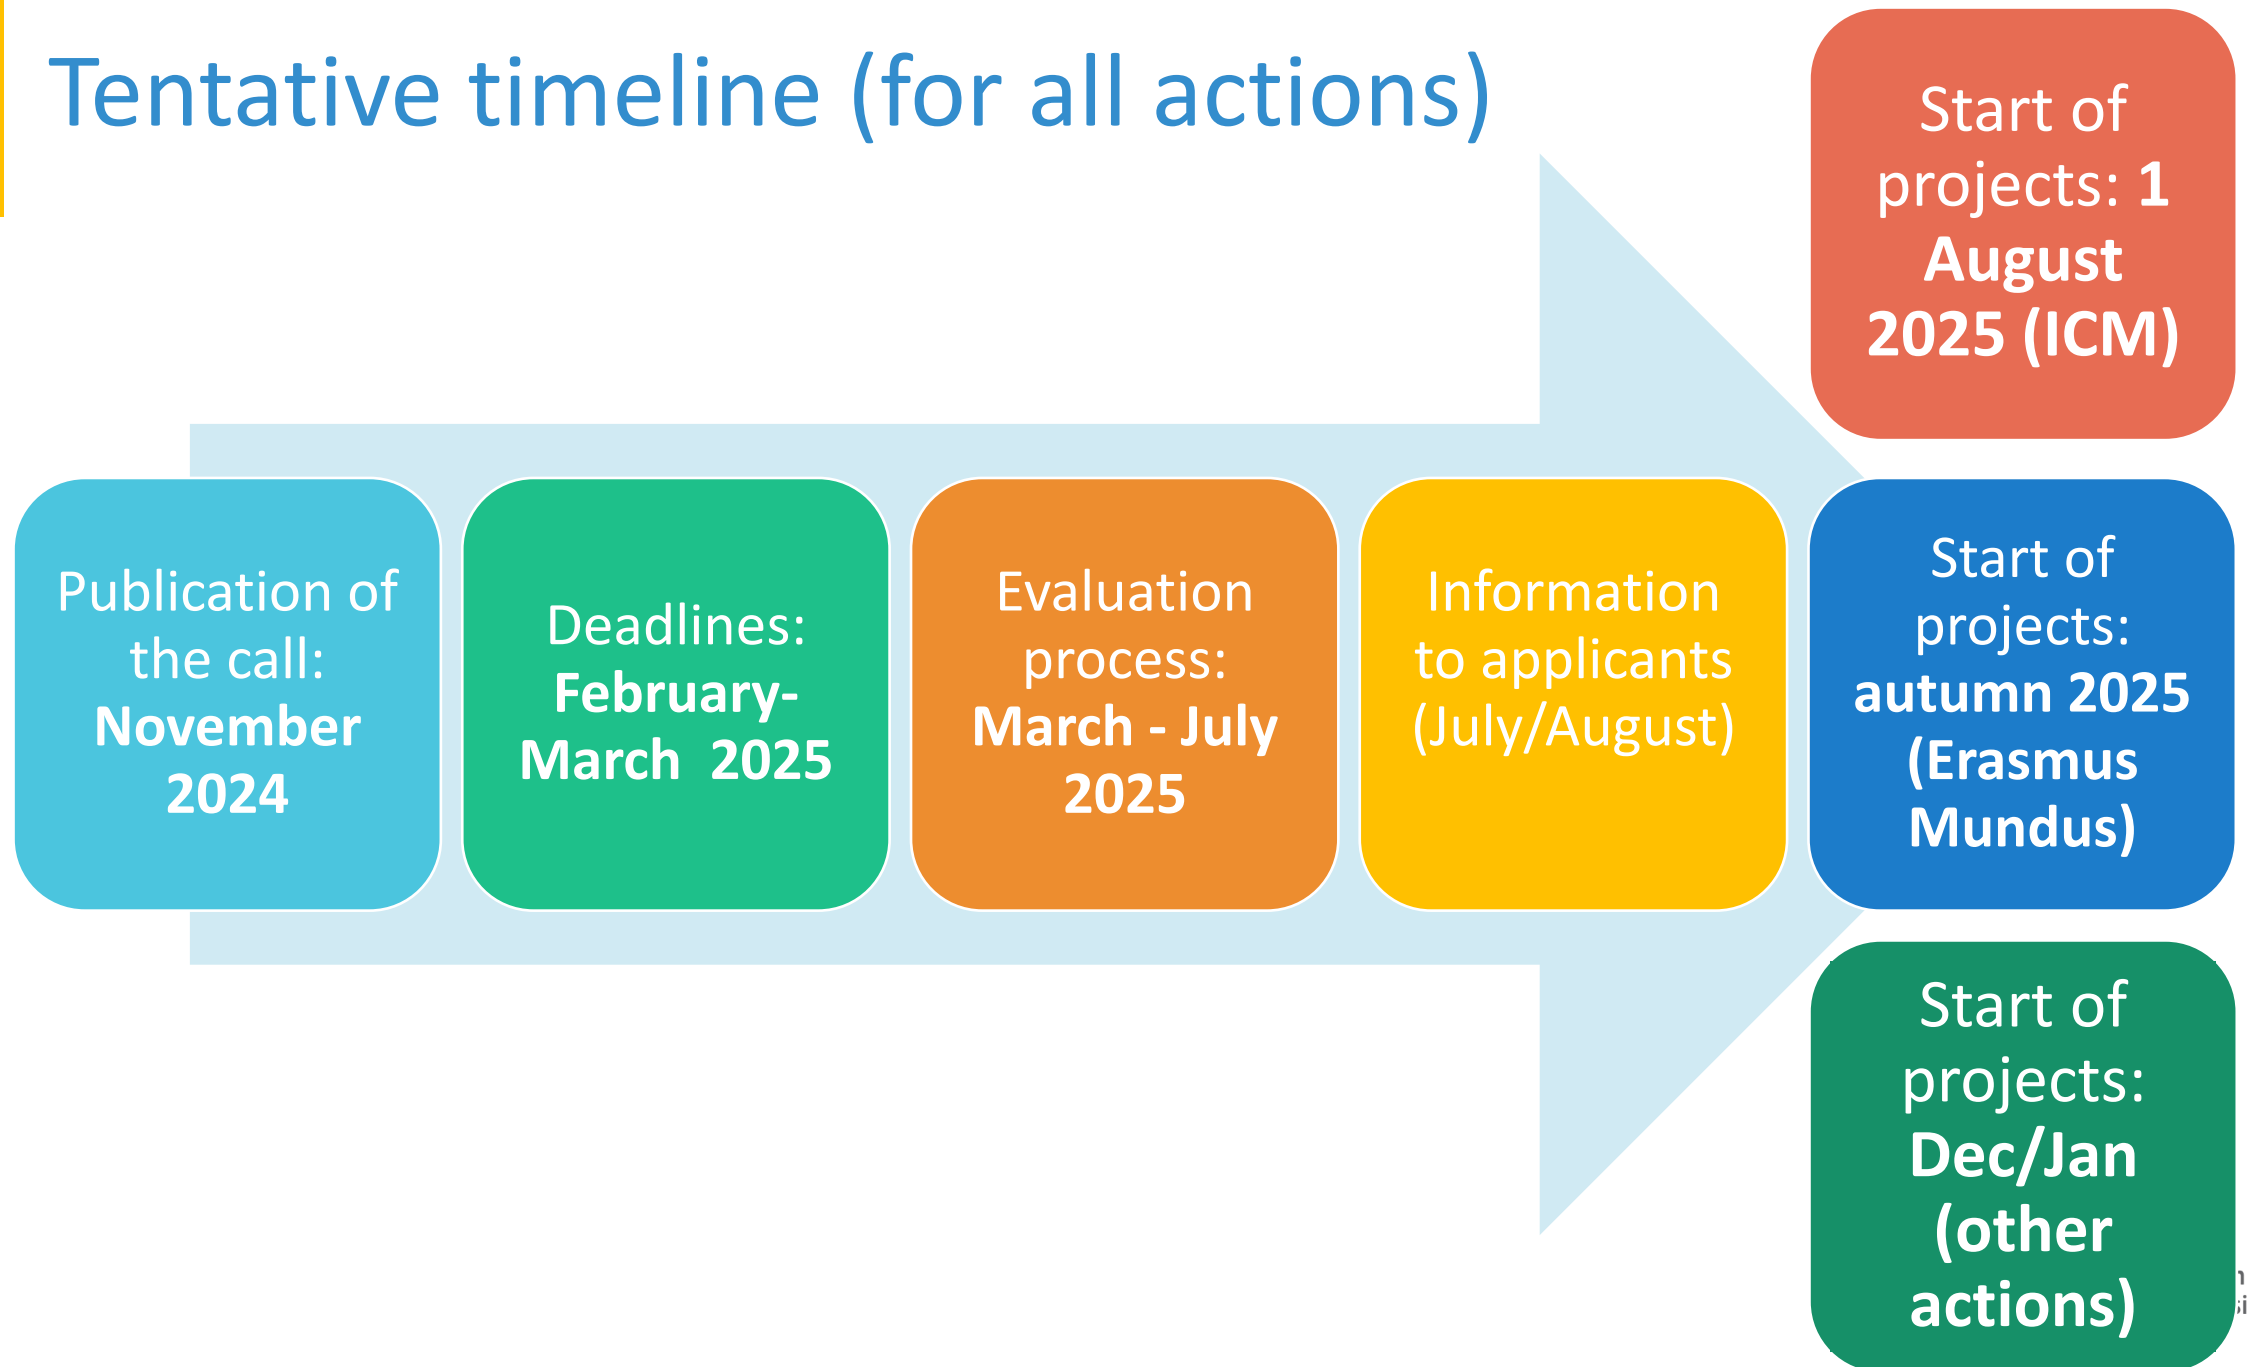 Tentative timeline (for all actions)
Publication of
the call:
November
2024
Deadlines:
February-
March  2025
Evaluation
process:
March - July
2025
Information
to applicants
(July/August)
Start of
projects: 1
August
2025 (ICM)
Start of
projects:
autumn 2025
(Erasmus
Mundus)
Start of
projects:
Dec/Jan
(other
actions)